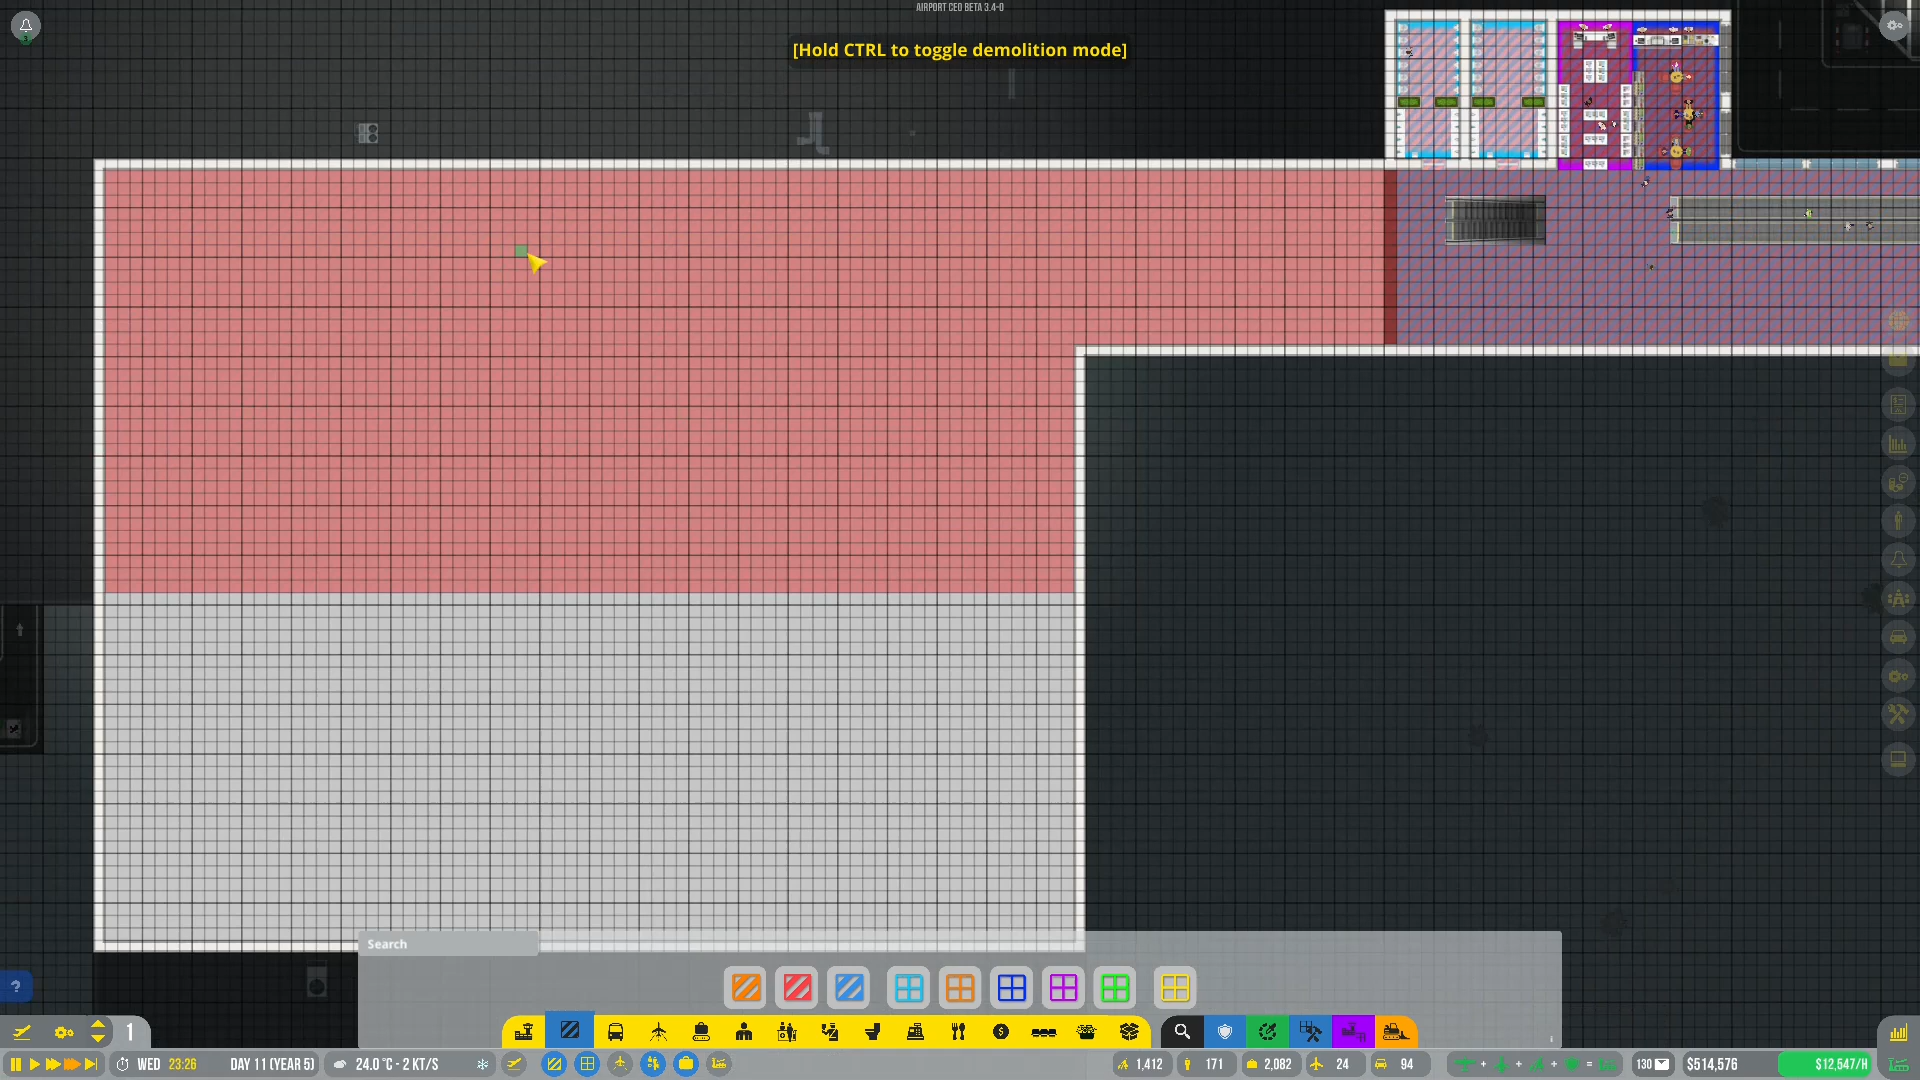 AIRPORT CEO BETA 3.4-0
[Hold CTRL to toggle demolition mode]
Search
?
1
WED 23:26 DAY 11 (YEAR 5) 24.0 °C - 2 KT/S 1,412 171 2,082 24 94 + + + = 130 $514,576 $12,547/H